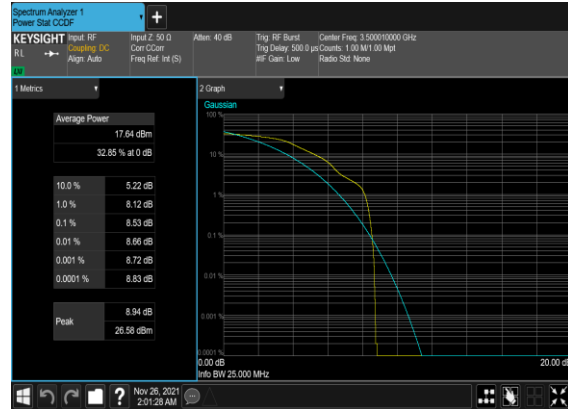 Spectrum Analyzer 1
Power Stat CCDF
KEYSIGHT
RL
LXI
Input: RF
Coupling: DC
Align: Auto
Input Z: 50 Ω
Corr CCorr
Freq Ref: Int (S)
Atten: 40 dB
Trig: RF Burst
Trig Delay: 500.0 µs
#IF Gain: Low
Center Freq: 3.500010000 GHz
Counts: 1.00 M/1.00 Mpt
Radio Std: None
1 Metrics
Average Power
17.64 dBm
32.85 % at 0 dB
10.0 % 5.22 dB
1.0 % 8.12 dB
0.1 % 8.53 dB
0.01 % 8.66 dB
0.001 % 8.72 dB
0.0001 % 8.83 dB
Peak
8.94 dB
26.58 dBm
2 Graph
Gaussian
100 %
10 %
1 %
0.1 %
0.01 %
0.001 %
0.0001 %
0.00 dB
20.00 dB
Info BW 25.000 MHz
Nov 26, 2021
2:01:28 AM